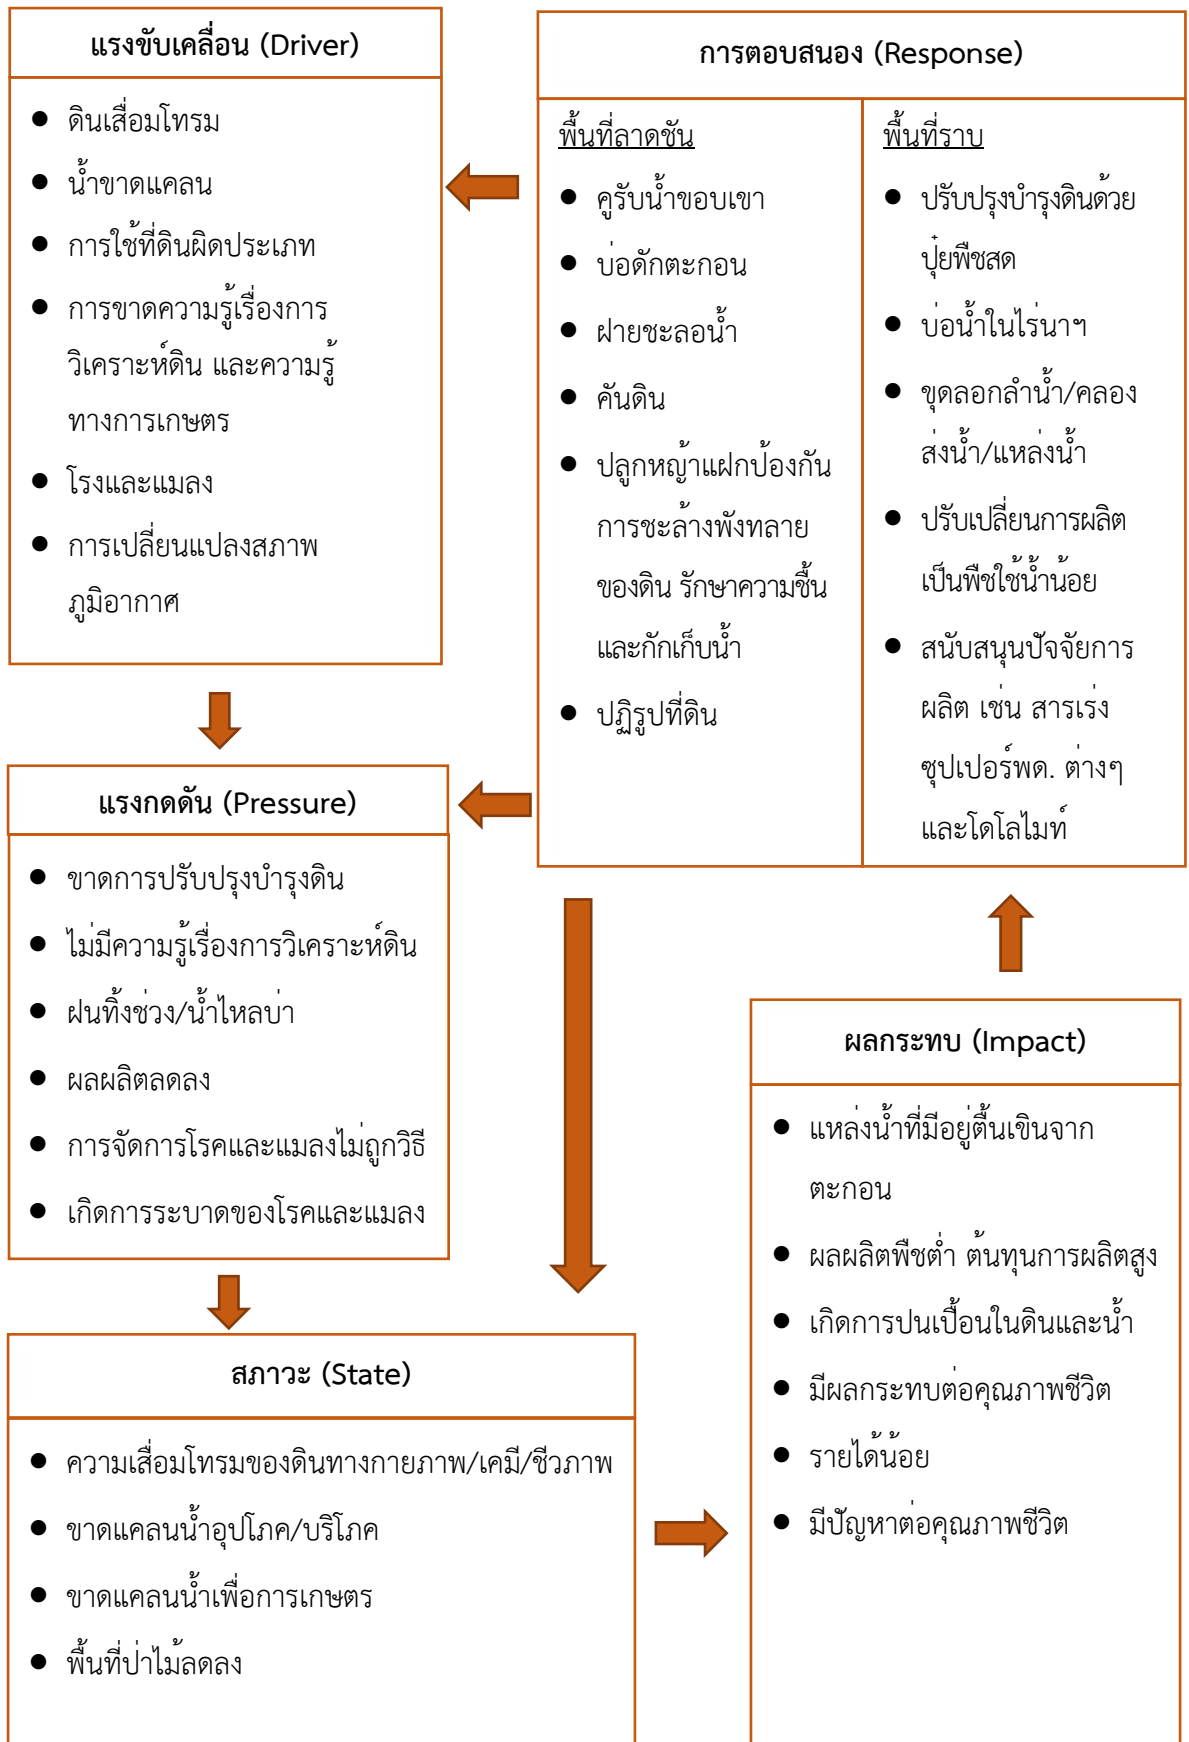 แรงขับเคลื่อน (Driver)
● ดินเสื่อมโทรม
● น้ำขาดแคลน
● การใช้ที่ดินผิดประเภท
● การขาดความรู้เรื่องการ
วิเคราะห์ดิน และความรู้
ทางการเกษตร
● โรงและแมลง
● การเปลี่ยนแปลงสภาพ
ภูมิอากาศ
การตอบสนอง (Response)
พื้นที่ลาดชัน
● คูรับน้ำขอบเขา
● บ่อดักตะกอน
● ฝายชะลอน้ำ
● คันดิน
● ปลูกหญ้าแฝกป้องกัน
การชะล้างพังทลาย
ของดิน รักษาความชื้น
และกักเก็บน้ำ
● ปฏิรูปที่ดิน
พื้นที่ราบ
● ปรับปรุงบำรุงดินด้วย
ปุ๋ยพืชสด
● บ่อน้ำในไร่นาฯ
● ขุดลอกลำน้ำ/คลอง
ส่งน้ำ/แหล่งน้ำ
● ปรับเปลี่ยนการผลิต
เป็นพืชใช้น้ำน้อย
● สนับสนุนปัจจัยการ
ผลิต เช่น สารเร่ง
ซุปเปอร์พด. ต่างๆ
และโดโลไมท์
แรงกดดัน (Pressure)
● ขาดการปรับปรุงบำรุงดิน
● ไม่มีความรู้เรื่องการวิเคราะห์ดิน
● ฝนทิ้งช่วง/น้ำไหลบ่า
● ผลผลิตลดลง
● การจัดการโรคและแมลงไม่ถูกวิธี
● เกิดการระบาดของโรคและแมลง
สภาวะ (State)
● ความเสื่อมโทรมของดินทางกายภาพ/เคมี/ชีวภาพ
● ขาดแคลนน้ำอุปโภค/บริโภค
● ขาดแคลนน้ำเพื่อการเกษตร
● พื้นที่ป่าไม้ลดลง
ผลกระทบ (Impact)
● แหล่งน้ำที่มีอยู่ตื้นเขินจาก
ตะกอน
● ผลผลิตพืชต่ำ ต้นทุนการผลิตสูง
● เกิดการปนเปื้อนในดินและน้ำ
● มีผลกระทบต่อคุณภาพชีวิต
● รายได้น้อย
● มีปัญหาต่อคุณภาพชีวิต